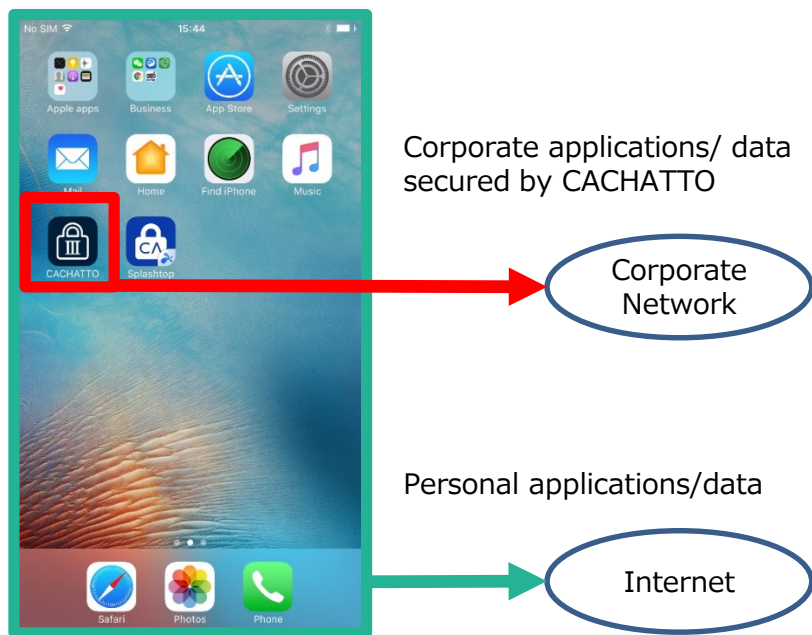 No SIM 15:44
Apple apps Business App Store Settings
Mail Home Find iPhone Music
CACHATTO Splashtop
Safari Photos Phone
Corporate applications/ data
secured by CACHATTO
Corporate
Network
Personal applications/data
Internet